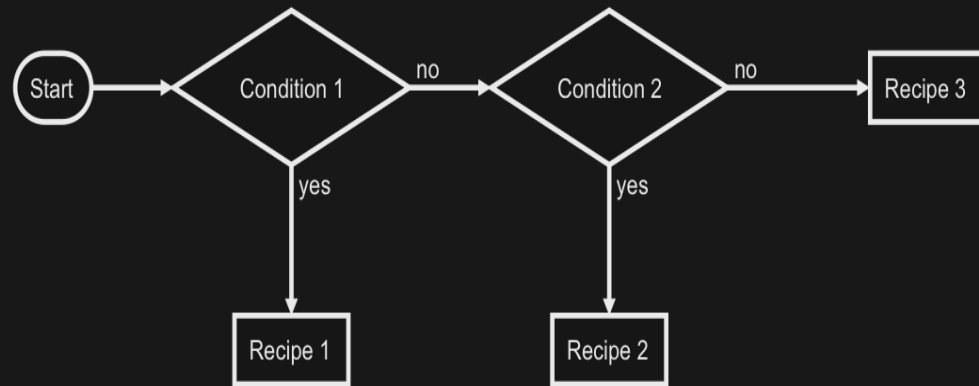 Start
Condition 1
no
Condition 2
no
Recipe 3
yes
yes
Recipe 1
Recipe 2